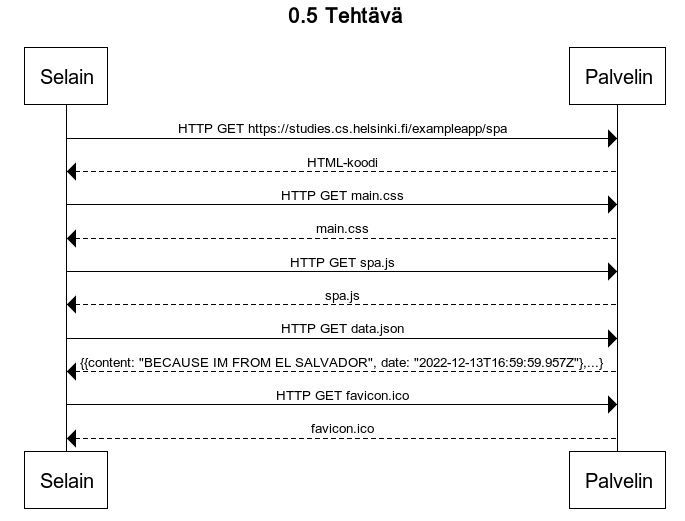 0.5 Tehtävä
Selain Palvelin
HTTP GET https://studies.cs.helsinki.fi/exampleapp/spa
HTML-koodi
HTTP GET main.css
main.css
HTTP GET spa.js
spa.js
HTTP GET data.json
{{content: "BECAUSE IM FROM EL SALVADOR", date: "2022-12-13T16:59:59.957Z"},...}
HTTP GET favicon.ico
favicon.ico
Selain Palvelin